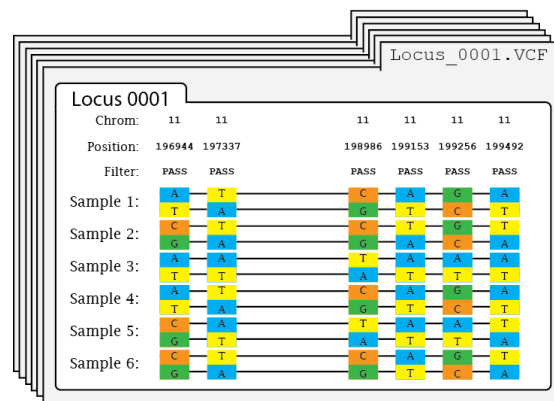 Locus_0001.VCF
Locus 0001
Chrom: 11 11 11 11 11 11
Position: 196944 197337 198986 199153 199256 199492
Filter: PASS PASS PASS PASS PASS PASS
Sample 1:
A T C A G A
T A G T C T
Sample 2:
C T C T G T
G A G A C A
Sample 3:
A A T A A A
T T A T T T
Sample 4:
A T C A G A
T A G T C T
Sample 5:
C A T A A T
G T A T T A
Sample 6:
C T C A G T
G A G T C A